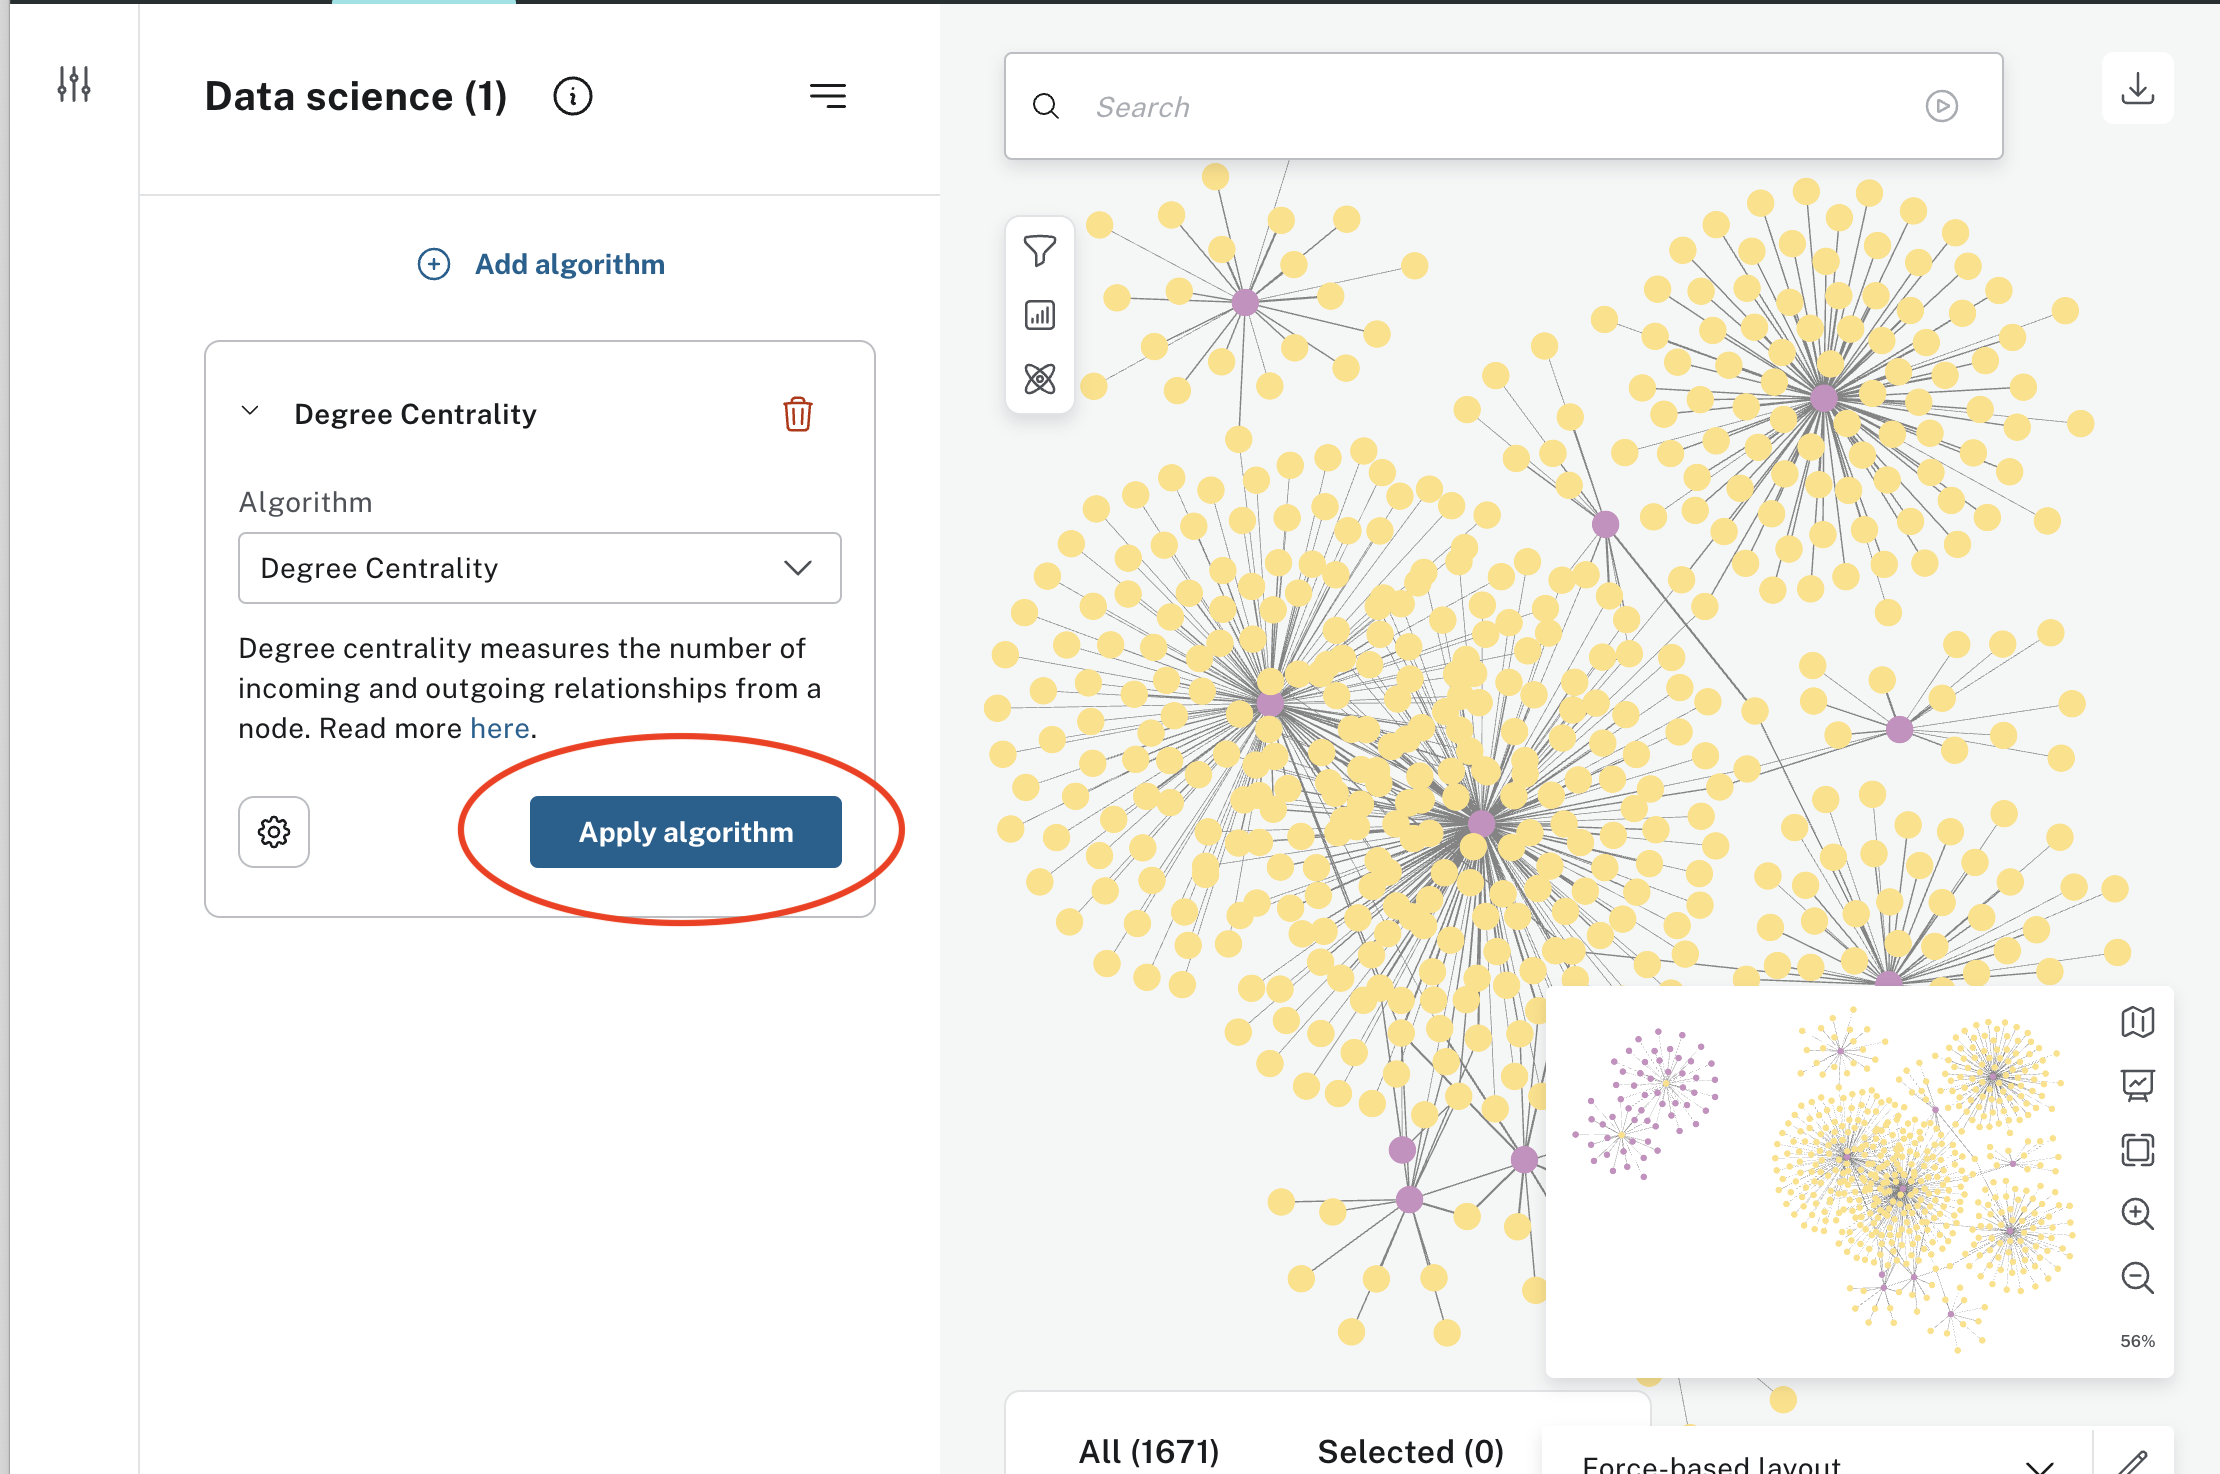 Data science (1)
Add algorithm
Degree Centrality
Algorithm
Degree Centrality
Degree centrality measures the number of
incoming and outgoing relationships from a
node. Read more here.
Apply algorithm
Search
56%
All (1671)
Selected (0)
Force-based layout